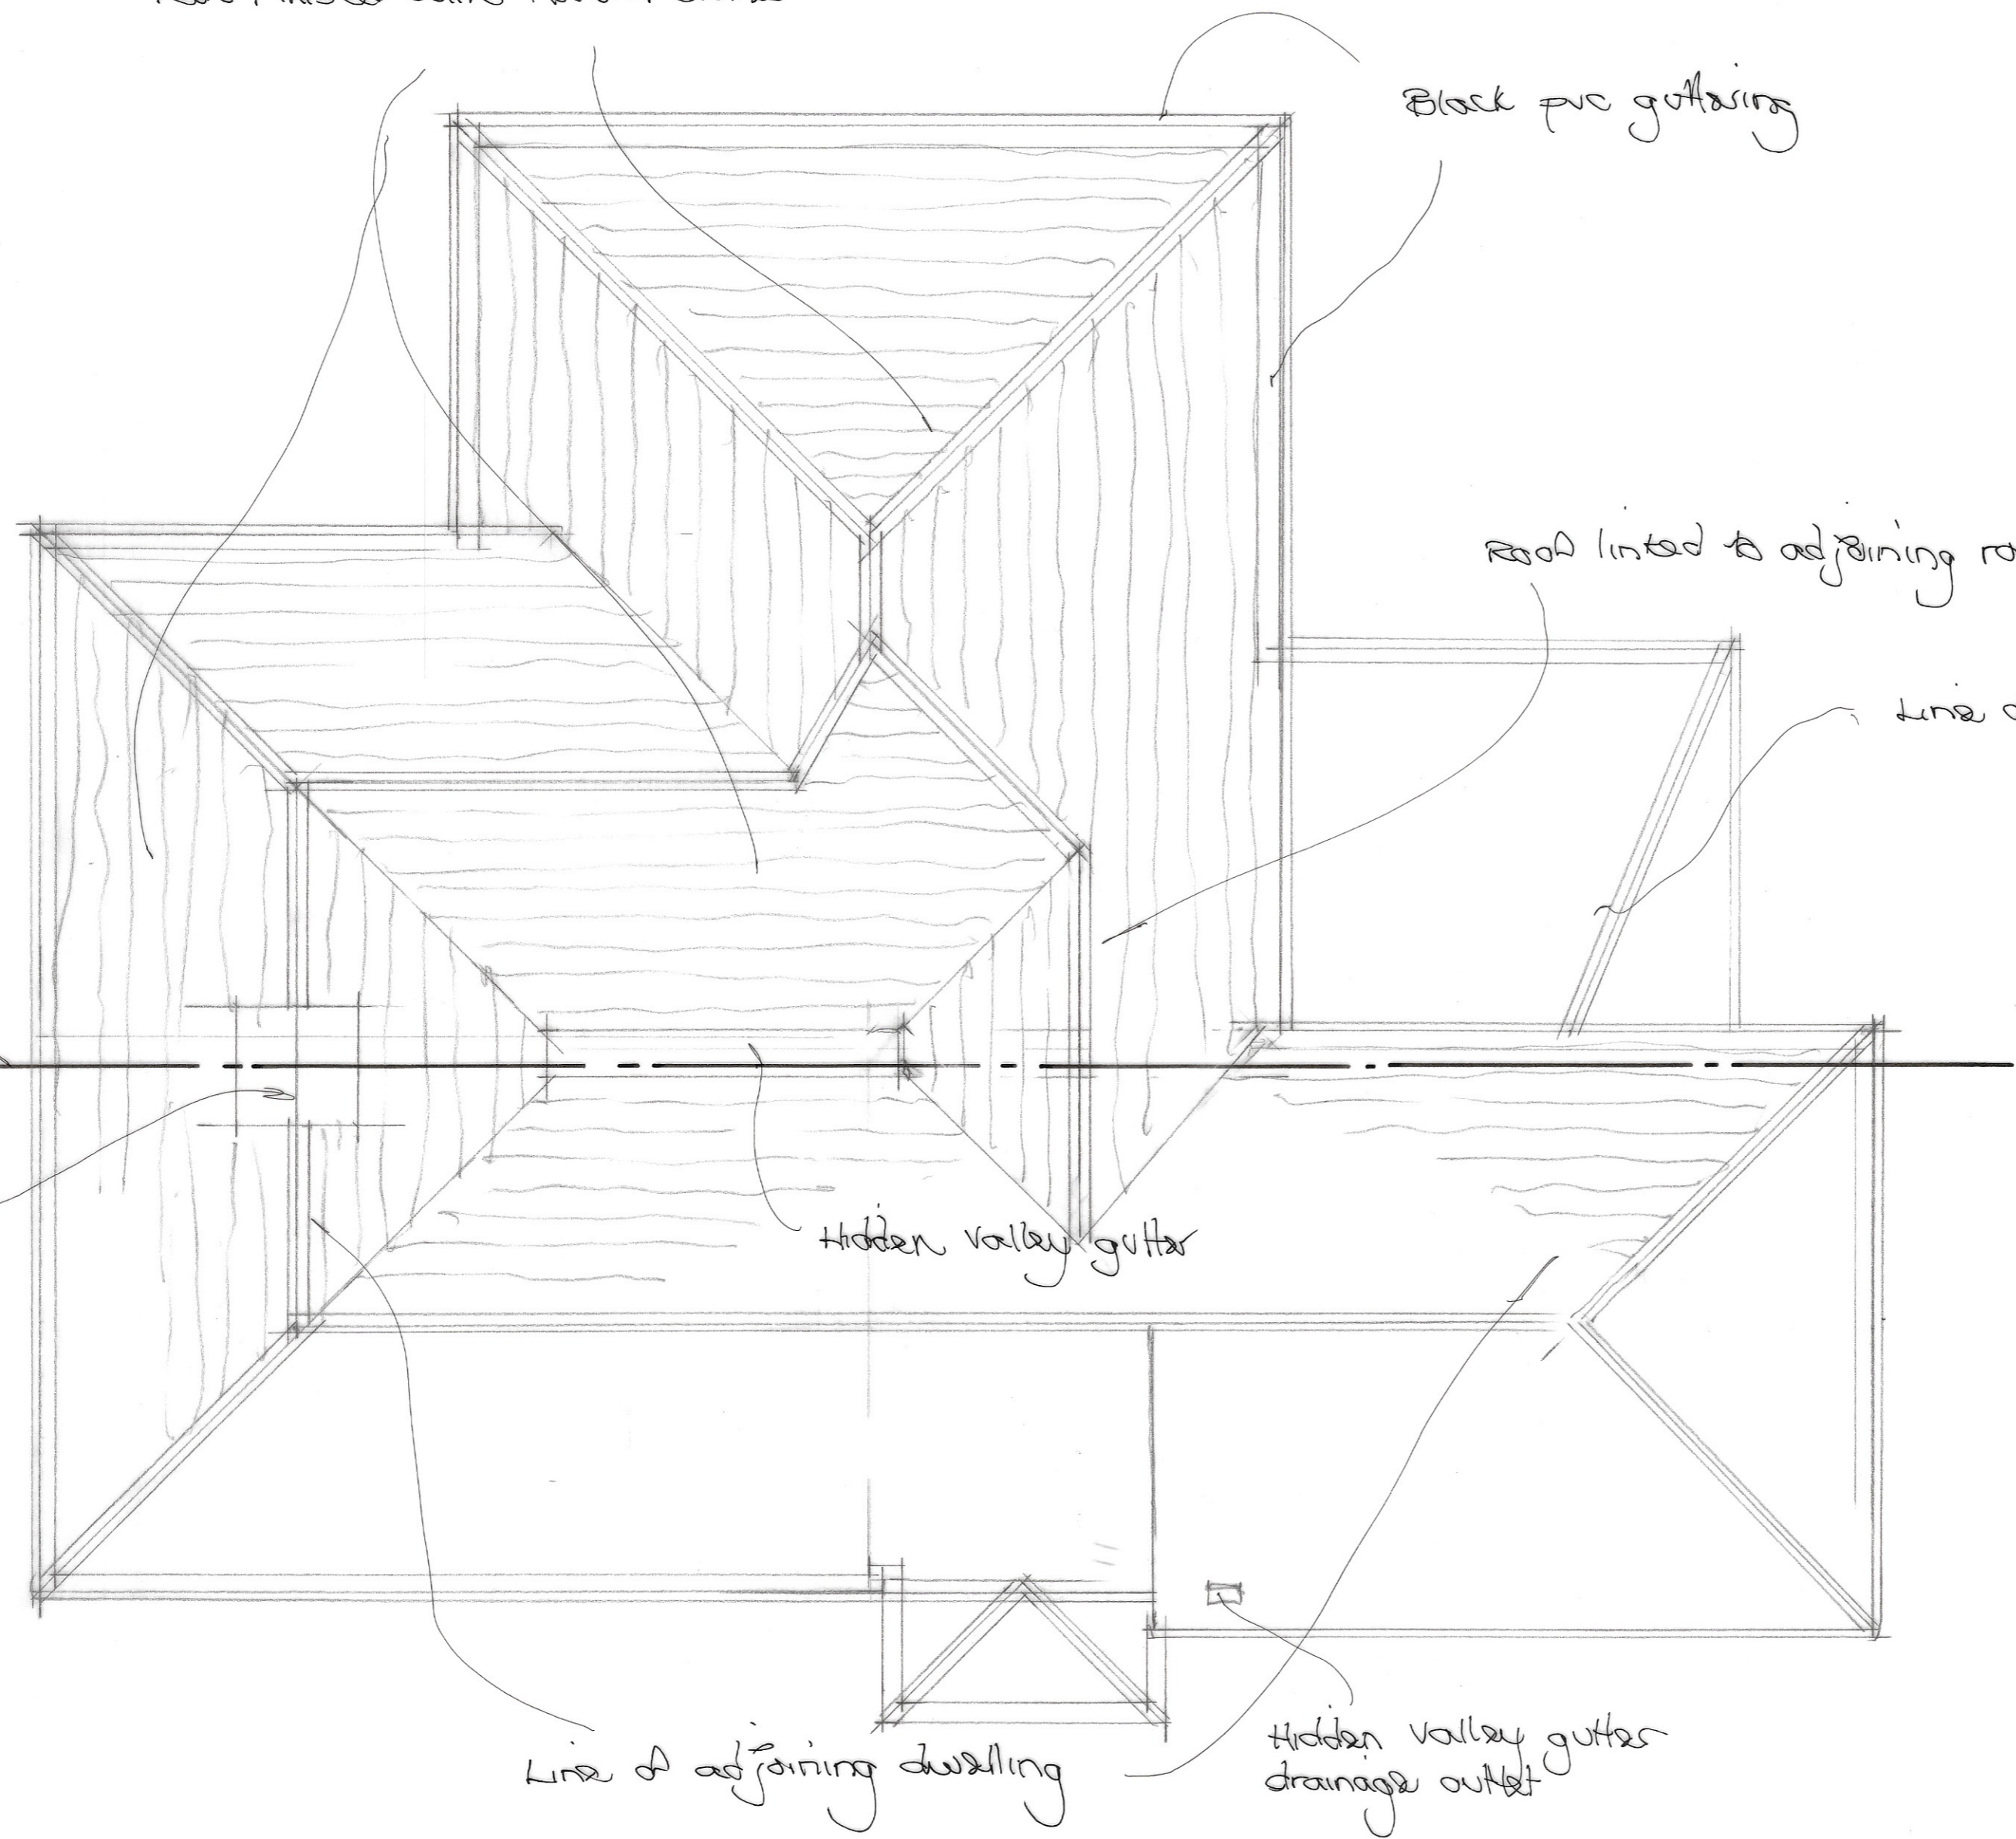 Black pvc guttering
Roof linked to adjoining
Line
Hidden valley gutter
Line of adjoining dwelling
Hidden valley gutter
drainage outlet